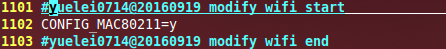 1101 #yuelei0714@20160919 modify wifi start
1102 CONFIG_MAC80211=y
1103 #yuelei0714@20160919 modify wifi end